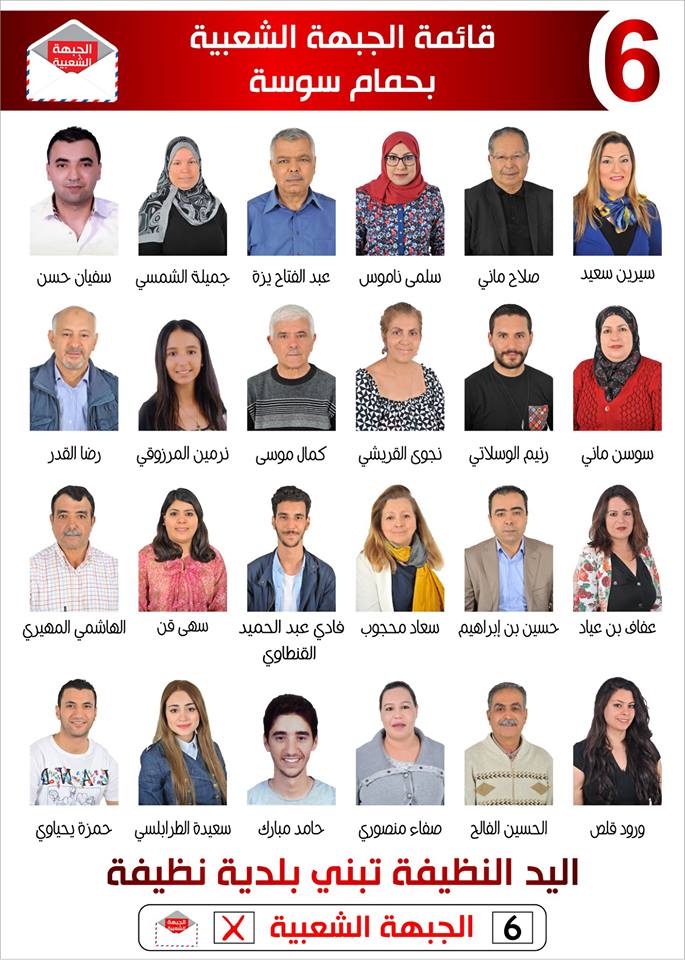 6
قائمة الجبهة الشعبية
بحمام سوسة
الجبهة
الشعبية
سيرين سعيد
صلاح ماني
سلمى ناموس
عبد الفتاح يزة
جميلة الشمسي
سفيان حسن
سوسن ماني
رنيم الوسلاتي
نجوى القريشي
كمال موسى
نرمين المرزوقي
رضا القدر
عفاف بن عياد
حسين بن إبراهيم
سعاد محجوب
فادي عبد الحميد
القنطاوي
سهى قن
الهاشمي المهيري
ورود قلص
الحسين الفالح
صفاء منصوري
حامد مبارك
سعيدة الطرابلسي
حمزة يحياوي
اليد النظيفة تبني بلدية نظيفة
6 الجبهة الشعبية X
الجبهة
الشعبية